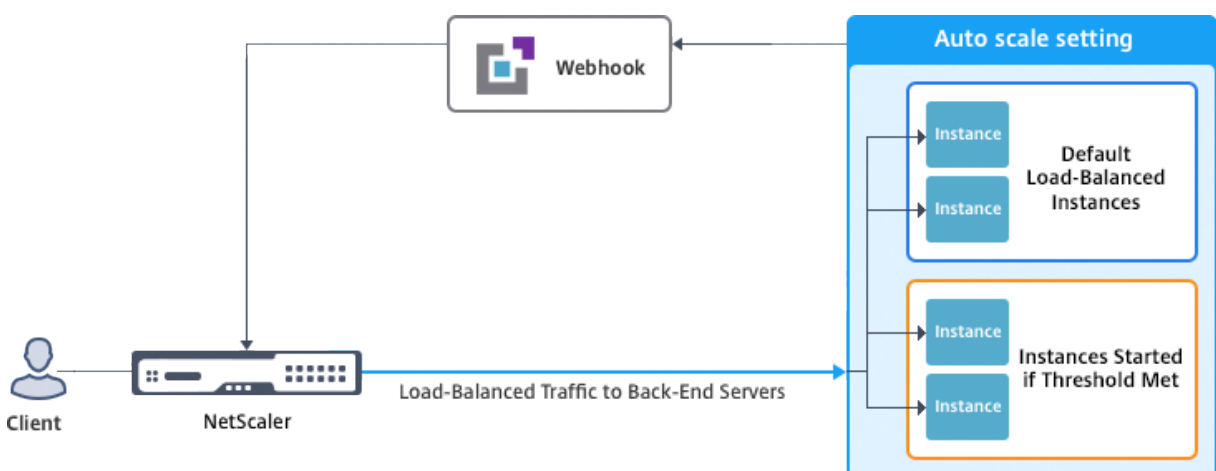 Auto scale setting
Webhook
Instance
Instance
Default
Load-Balanced
Instances
Instance
Instance
Instances Started
if Threshold Met
Client
NetScaler
Load-Balanced Traffic to Back-End Servers